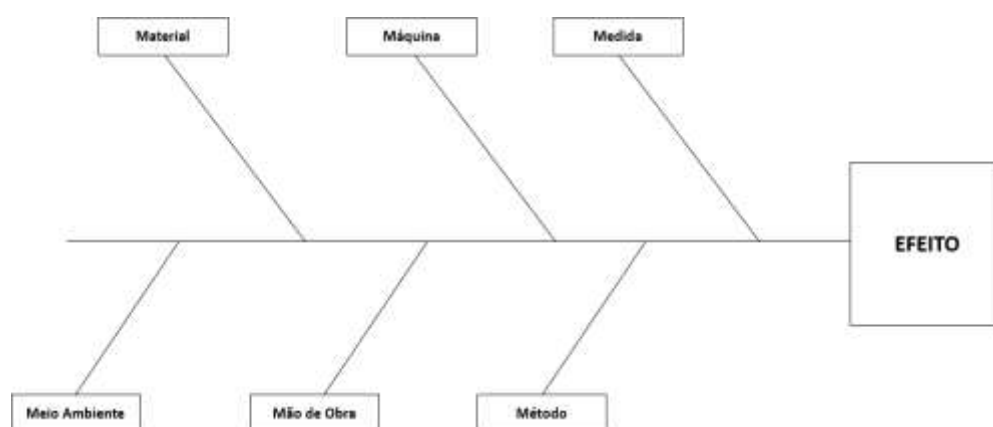 Material
Máquina
Medida
EFEITO
Meio Ambiente
Mão de Obra
Método